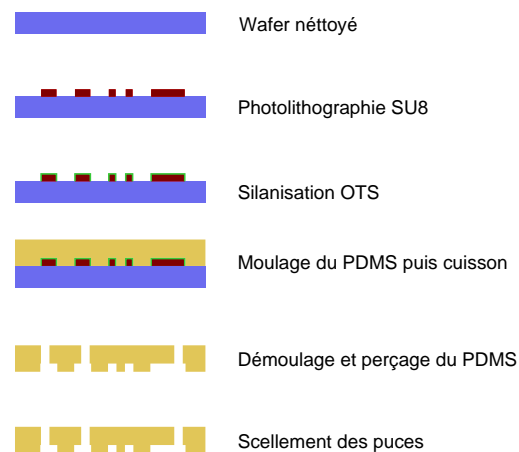 Wafer néttoyé
Photolithographie SU8
Silanisation OTS
Moulage du PDMS puis cuisson
Démoulage et perçage du PDMS
Scellement des puces